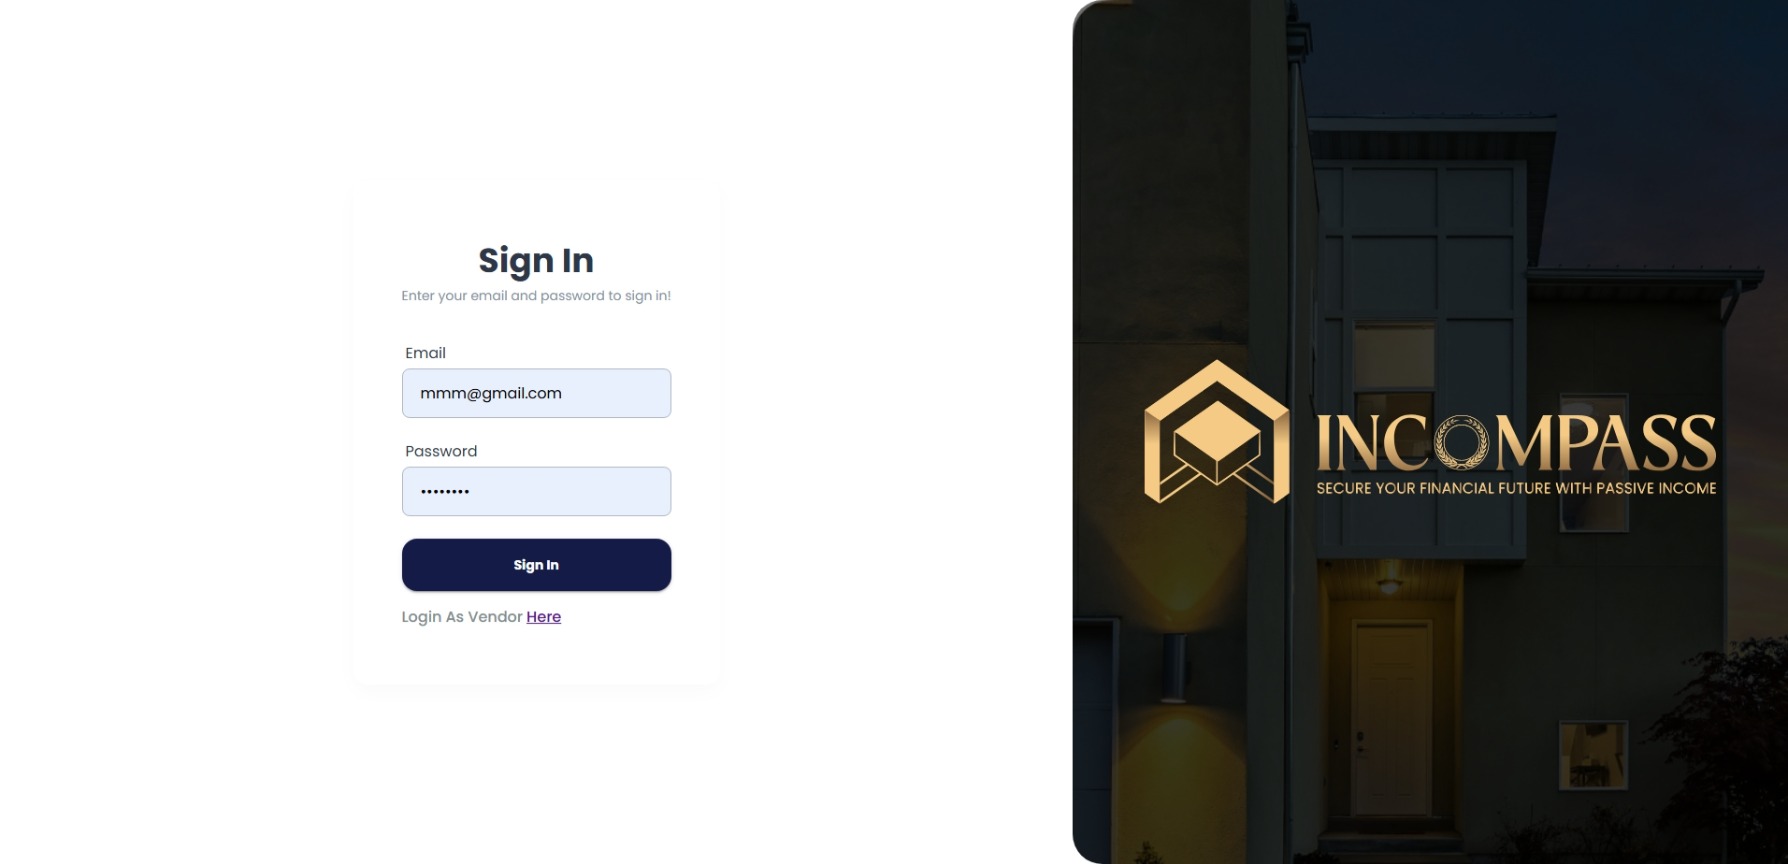 Sign In
Enter your email and password to sign in!
Email
mmm@gmail.com
Password
••••••••
Sign In
Login As Vendor Here
INCOMPASS
SECURE YOUR FINANCIAL FUTURE WITH PASSIVE INCOME